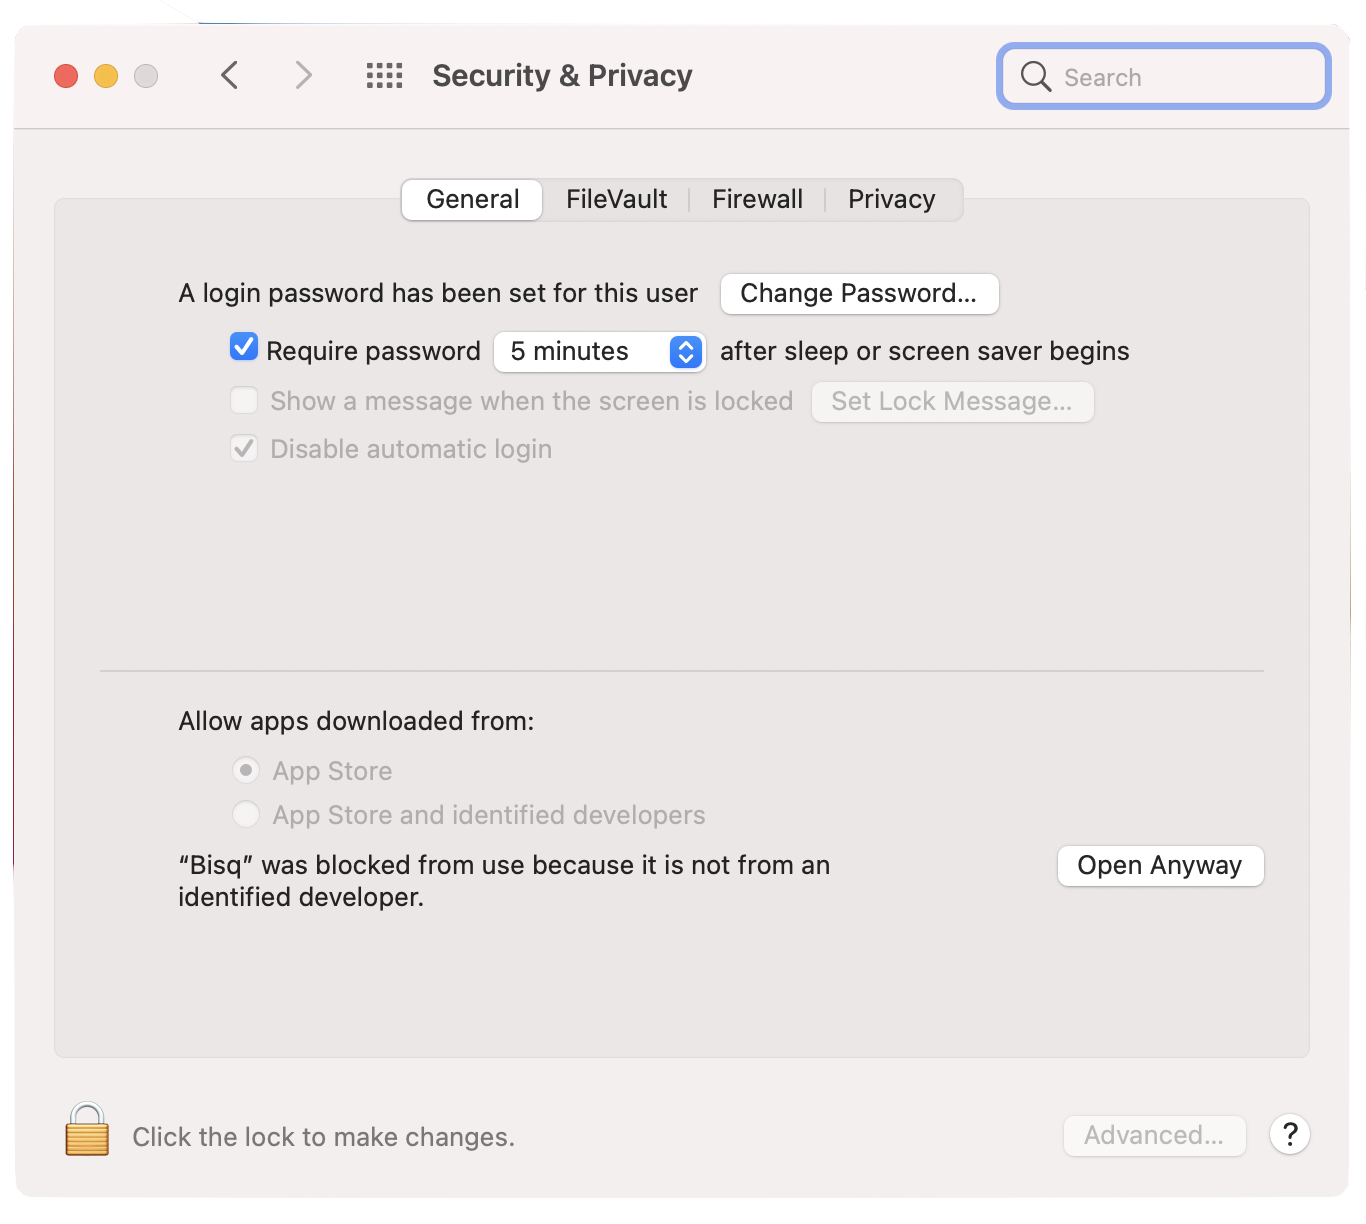 Security & Privacy
Search
General
FileVault
Firewall
Privacy
A login password has been set for this user
Change Password...
Require password 5 minutes after sleep or screen saver begins
Show a message when the screen is locked
Set Lock Message...
Disable automatic login
Allow apps downloaded from:
App Store
App Store and identified developers
“Bisq” was blocked from use because it is not from an
identified developer.
Open Anyway
Click the lock to make changes.
Advanced...
?